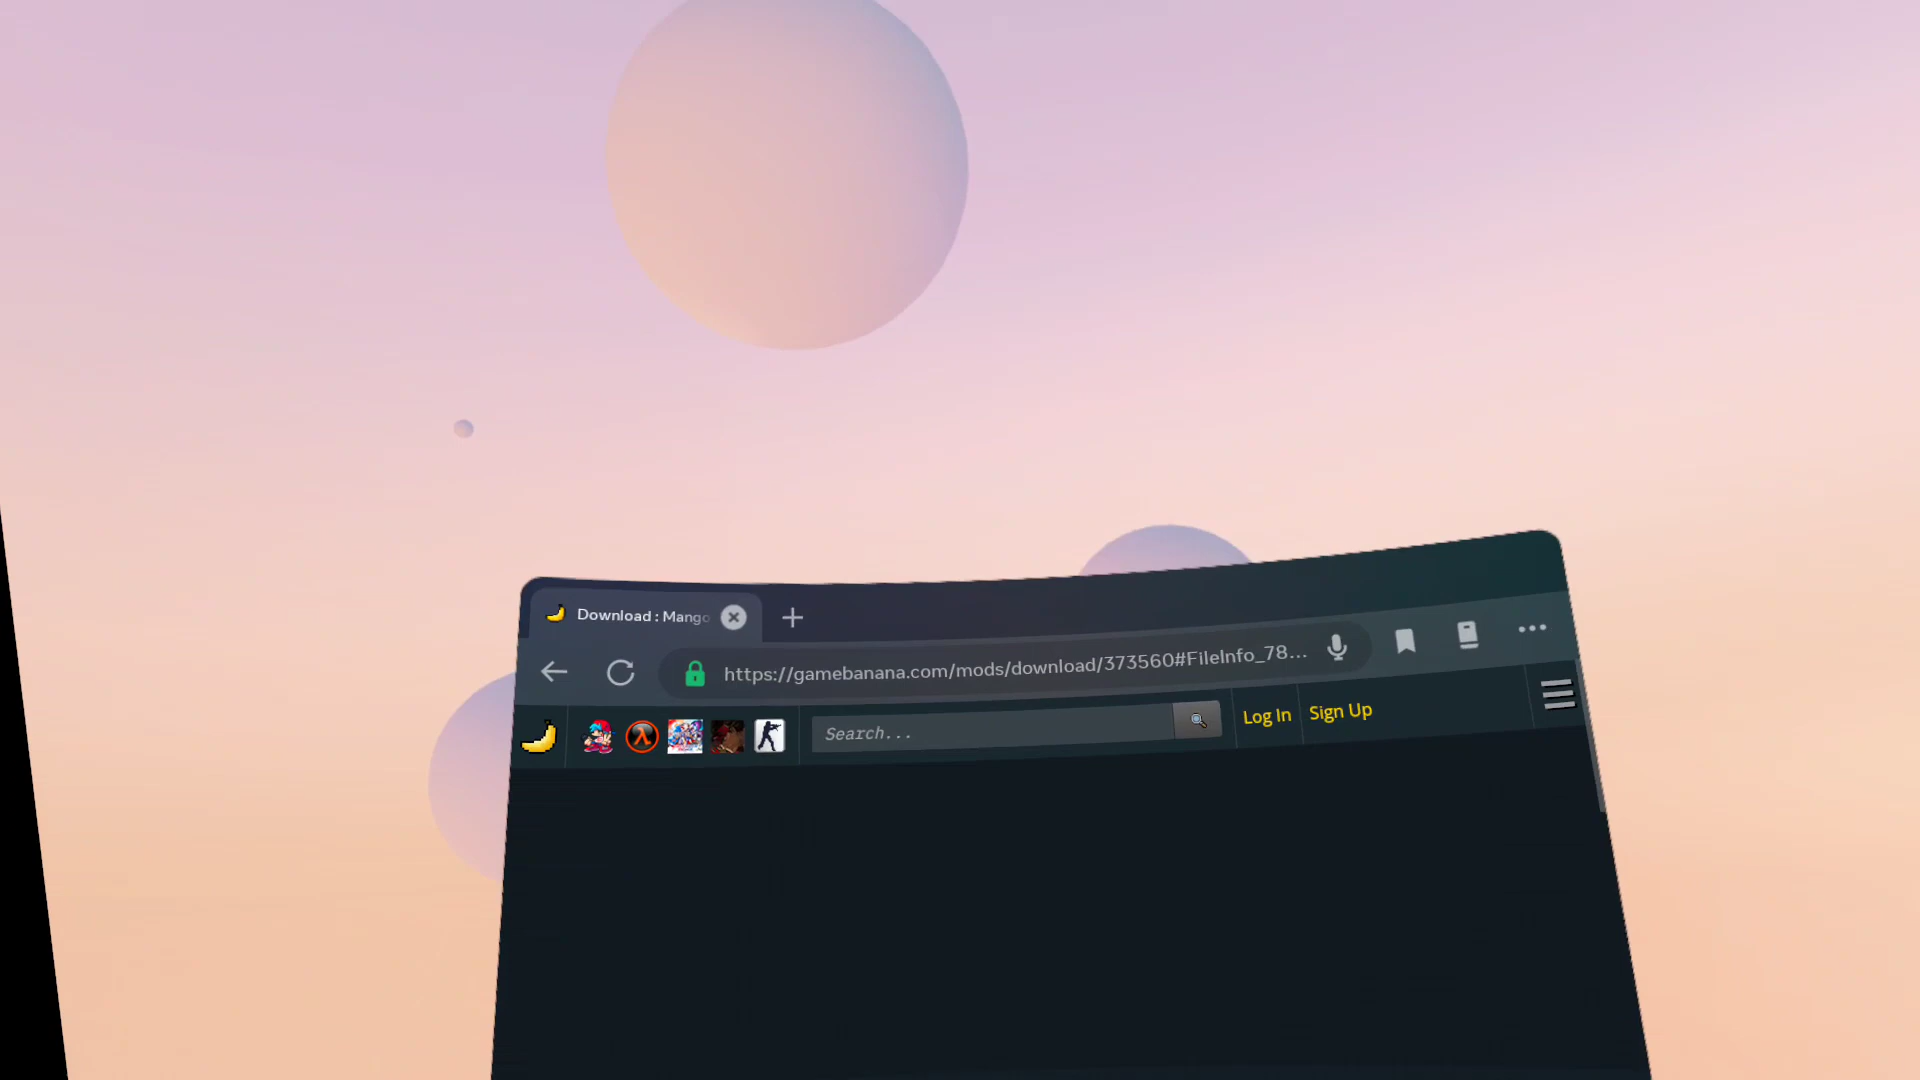 Download : Mango
https://gamebanana.com/mods/download/373560#FileInfo_78...
Search...
Log In
Sign Up